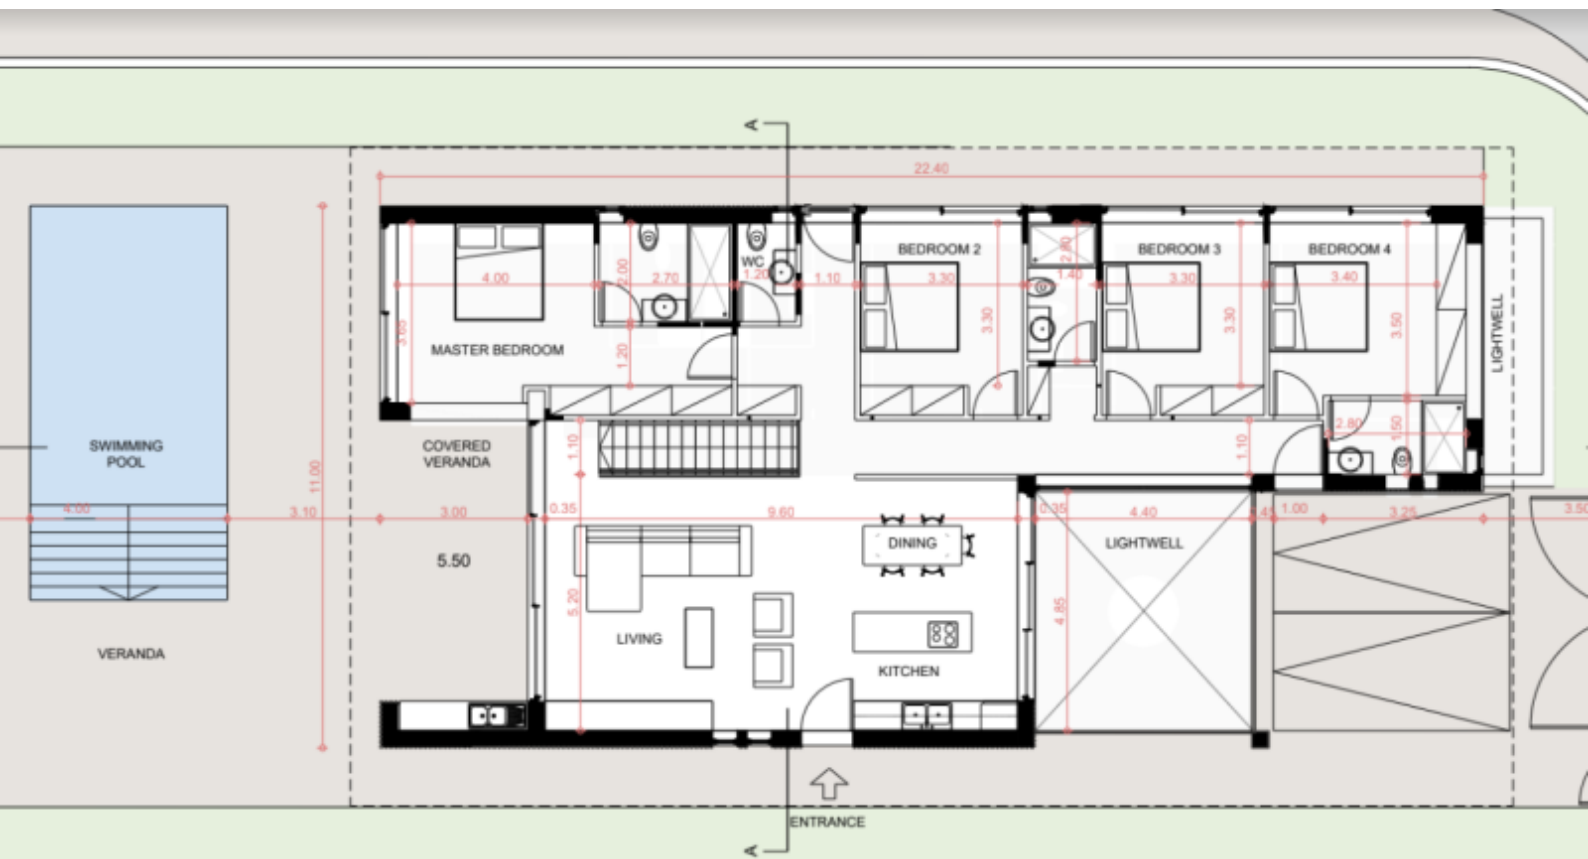 A
22.40
BEDROOM 2
BEDROOM 3
BEDROOM 4
WC
4.00
2.00
2.70
1.20
1.10
3.30
1.40
3.30
3.40
3.65
3.30
3.30
3.50
LIGHTWELL
MASTER BEDROOM
1.20
SWIMMING
POOL
COVERED
VERANDA
1.10
1.10
2.80
1.50
11.00
4.00
3.10
3.00
0.35
9.60
0.35
4.40
1.00
3.25
3.50
DINING
LIGHTWELL
5.50
5.20
4.85
LIVING
VERANDA
KITCHEN
ENTRANCE
A